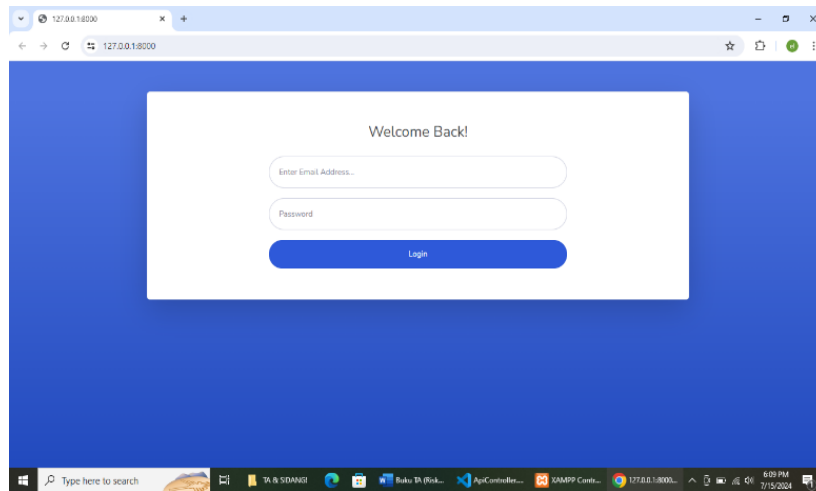 127.0.0.1:8000
127.0.0.1:8000
Welcome Back!
Enter Email Address...
Password
Login
Type here to search
TA & SIDANG!
Buku TA (Risk...
ApiController....
XAMPP Contr...
127.0.0.1:8000...
6:09 PM
7/15/2024